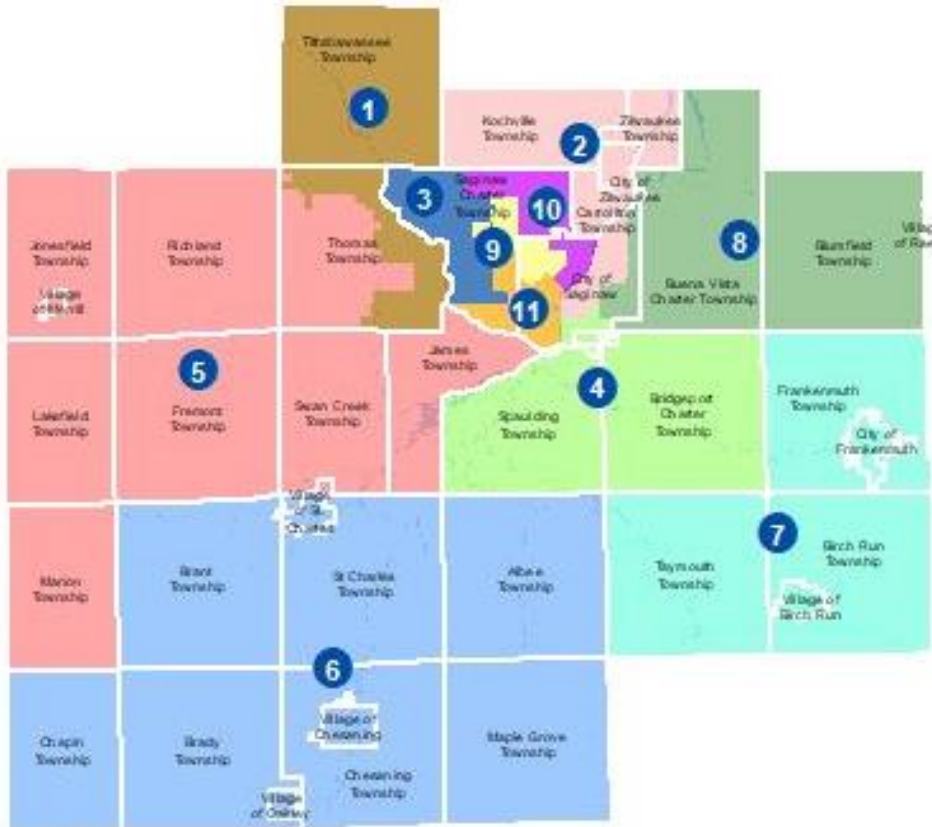 Tittabawassee
Township
1
Kochville
Township
2
Zilwaukee
Township
3
Saginaw
Charter
Township
10
City of
Zilwaukee
Carrollton
Township
Jonesfield
Township
Village
of Merrill
Richland
Township
Thomas
Township
9
8
Blumfield
Township
Village
of
Buena Vista
Charter Township
City of
Saginaw
11
James
Township
5
Lakefield
Township
Fremont
Township
Swan Creek
Township
4
Spaulding
Township
Bridgeport
Charter
Township
Frankenmuth
Township
City of
Frankenmuth
Village
of St.
Charles
7
Marion
Township
Brant
Township
St Charles
Township
Albee
Township
Taymouth
Township
Birch Run
Township
Village of
Birch Run
6
Village of
Chesaning
Chapin
Township
Brady
Township
Maple Grove
Township
Chesaning
Township
Village
of Oakley